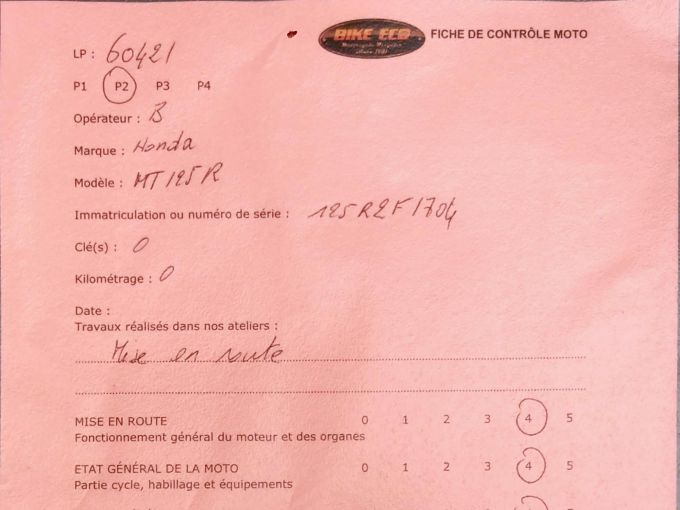 BIKE ECO
FICHE DE CONTRÔLE MOTO
LP : 60421
P1 P2 P3 P4
Opérateur : B
Marque : Honda
Modèle : MT125R
Immatriculation ou numéro de série : 125R2F1704
Clé(s) : 0
Kilométrage : 0
Date :
Travaux réalisés dans nos ateliers :
Mise en route
MISE EN ROUTE 0 1 2 3 4 5
Fonctionnement général du moteur et des organes
ETAT GÉNÉRAL DE LA MOTO 0 1 2 3 4 5
Partie cycle, habillage et équipements